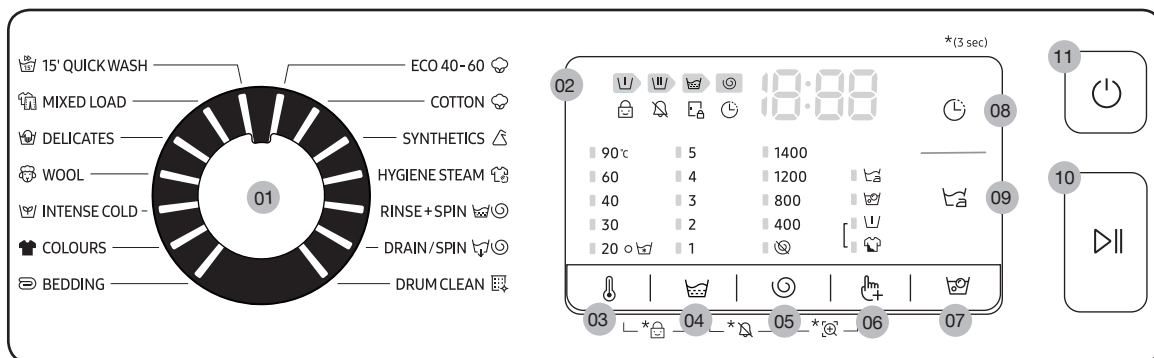 *(3 sec)
15' QUICK WASH
MIXED LOAD
DELICATES
WOOL
INTENSE COLD
COLOURS
BEDDING
01
ECO 40-60
COTTON
SYNTHETICS
HYGIENE STEAM
RINSE+SPIN
DRAIN/SPIN
DRUM CLEAN
02
18:88
90℃ 5 1400
60 4 1200
40 3 800
30 2 400
20 1
08
09
03 04 05 06 07
* * *
11
10